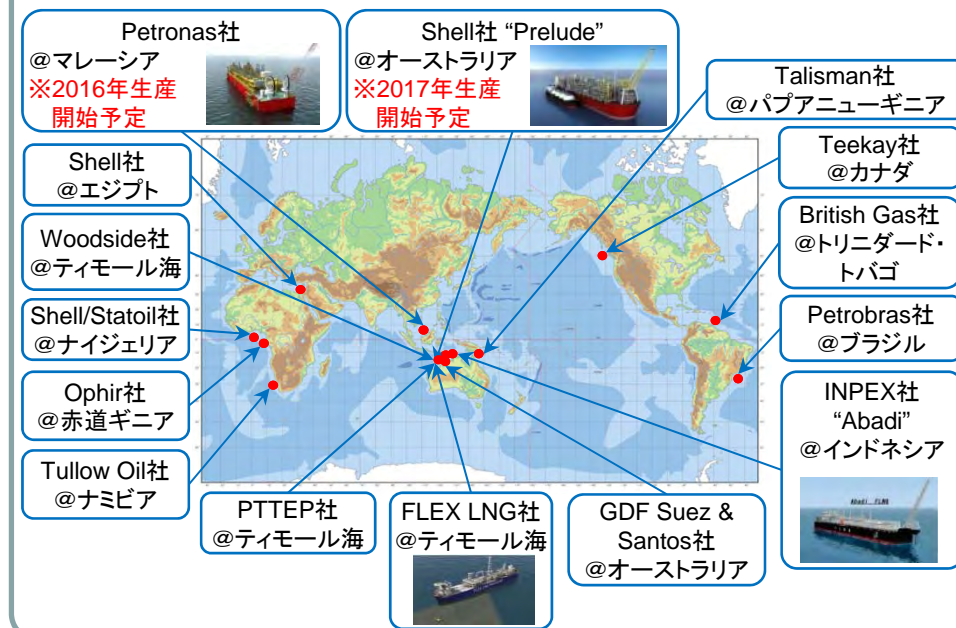 Petronas社
@マレーシア
※2016年生産
開始予定
Shell社 “Prelude”
@オーストラリア
※2017年生産
開始予定
Talisman社
@パプアニューギニア
Shell社
@エジプト
Teekay社
@カナダ
Woodside社
@ティモール海
British Gas社
@トリニダード・
トバゴ
Shell/Statoil社
@ナイジェリア
Petrobras社
@ブラジル
Ophir社
@赤道ギニア
INPEX社
“Abadi”
@インドネシア
Tullow Oil社
@ナミビア
PTTEP社
@ティモール海
FLEX LNG社
@ティモール海
GDF Suez &
Santos社
@オーストラリア
Abadi FLNG